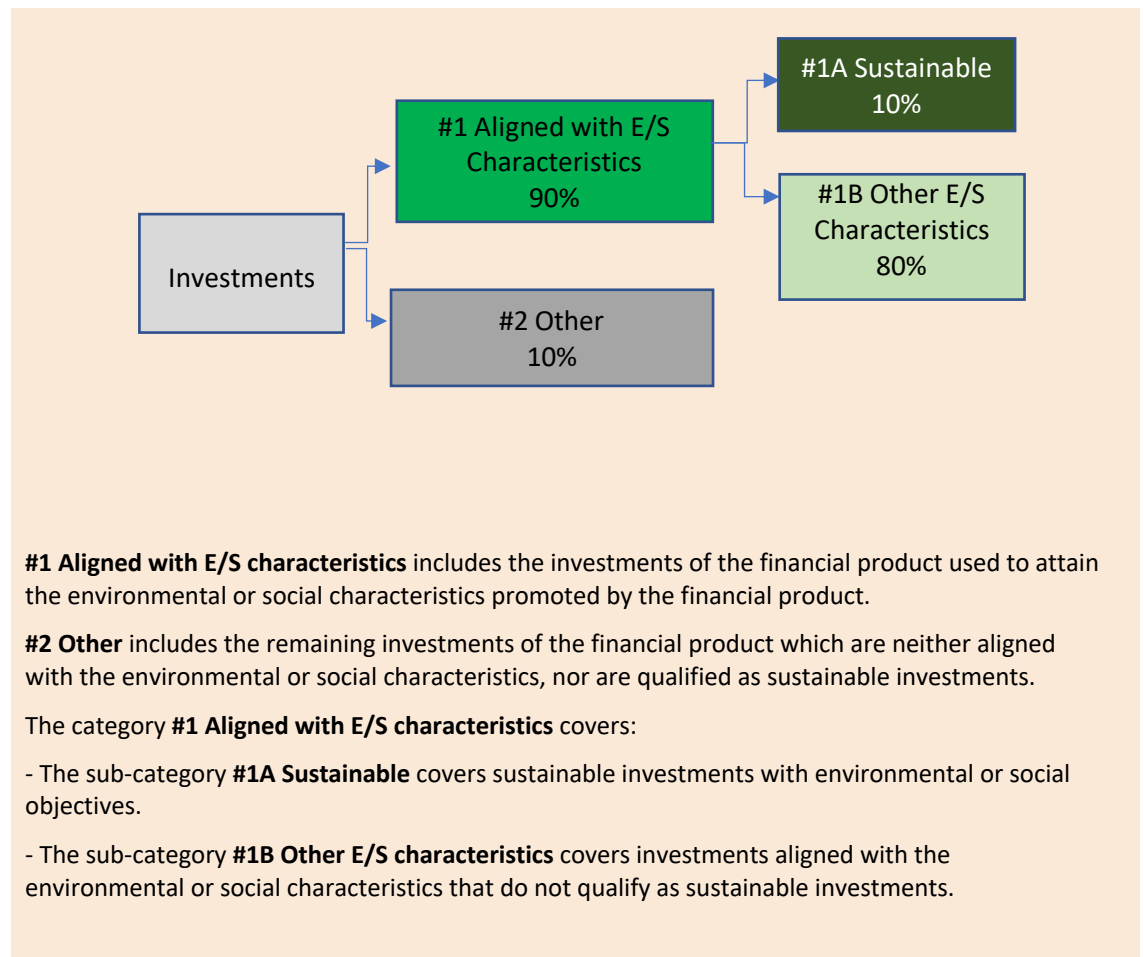 #1A Sustainable
10%
#1 Aligned with E/S
Characteristics
90%
#1B Other E/S
Characteristics
80%
Investments
#2 Other
10%
#1 Aligned with E/S characteristics includes the investments of the financial product used to attain
the environmental or social characteristics promoted by the financial product.
#2 Other includes the remaining investments of the financial product which are neither aligned
with the environmental or social characteristics, nor are qualified as sustainable investments.
The category #1 Aligned with E/S characteristics covers:
- The sub-category #1A Sustainable covers sustainable investments with environmental or social
objectives.
- The sub-category #1B Other E/S characteristics covers investments aligned with the
environmental or social characteristics that do not qualify as sustainable investments.